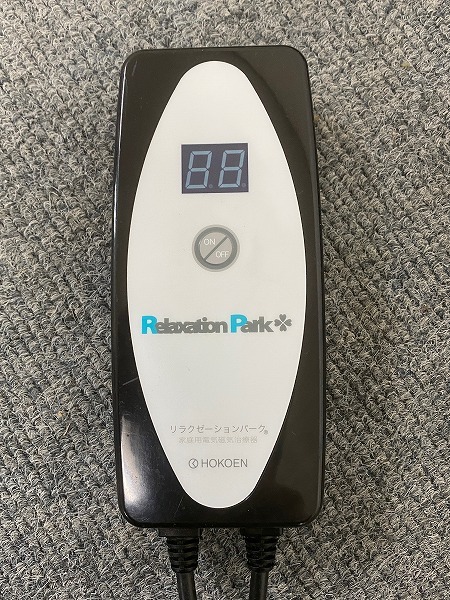 88
ON
OFF
Relaxation Park
リラクゼーションパーク®
家庭用電気磁気治療器
HOKOEN